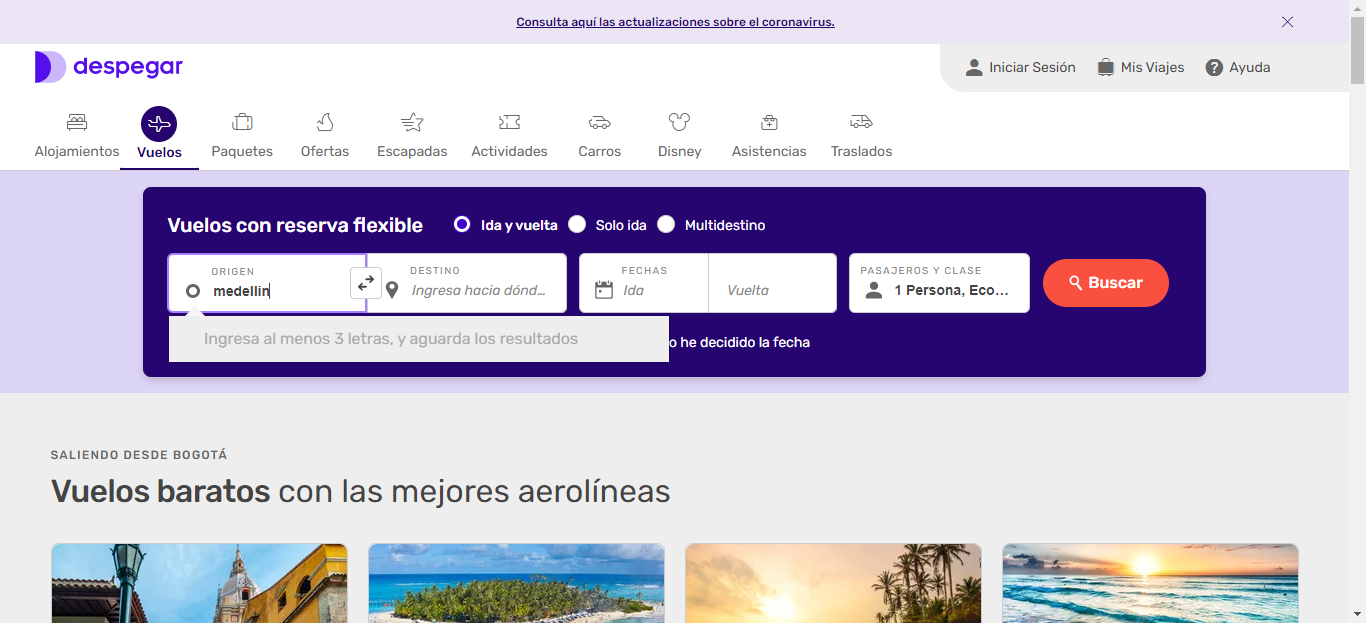 Consulta aquí las actualizaciones sobre el coronavirus.
despegar
Iniciar Sesión
Mis Viajes
Ayuda
Alojamientos
Vuelos
Paquetes
Ofertas
Escapadas
Actividades
Carros
Disney
Asistencias
Traslados
Vuelos con reserva flexible
Ida y vuelta
Solo ida
Multidestino
ORIGEN
medellin
DESTINO
Ingresa hacia dónd...
FECHAS
Ida
Vuelta
PASAJEROS Y CLASE
1 Persona, Eco...
Buscar
Ingresa al menos 3 letras, y aguarda los resultados
o he decidido la fecha
SALIENDO DESDE BOGOTÁ
Vuelos baratos con las mejores aerolíneas